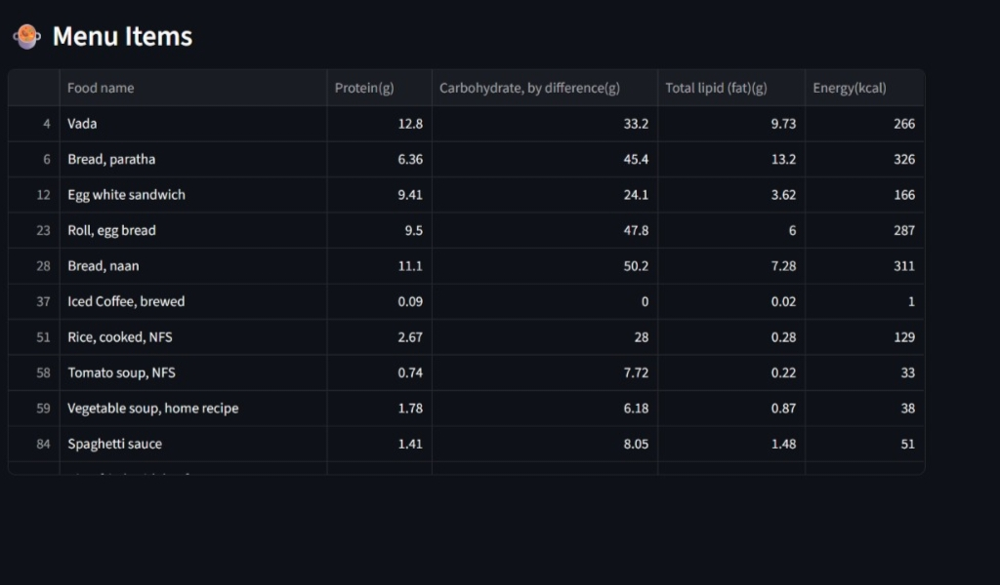 Menu Items
Food name Protein(g) Carbohydrate, by difference(g) Total lipid (fat)(g) Energy(kcal)
4 Vada 12.8 33.2 9.73 266
6 Bread, paratha 6.36 45.4 13.2 326
12 Egg white sandwich 9.41 24.1 3.62 166
23 Roll, egg bread 9.5 47.8 6 287
28 Bread, naan 11.1 50.2 7.28 311
37 Iced Coffee, brewed 0.09 0 0.02 1
51 Rice, cooked, NFS 2.67 28 0.28 129
58 Tomato soup, NFS 0.74 7.72 0.22 33
59 Vegetable soup, home recipe 1.78 6.18 0.87 38
84 Spaghetti sauce 1.41 8.05 1.48 51